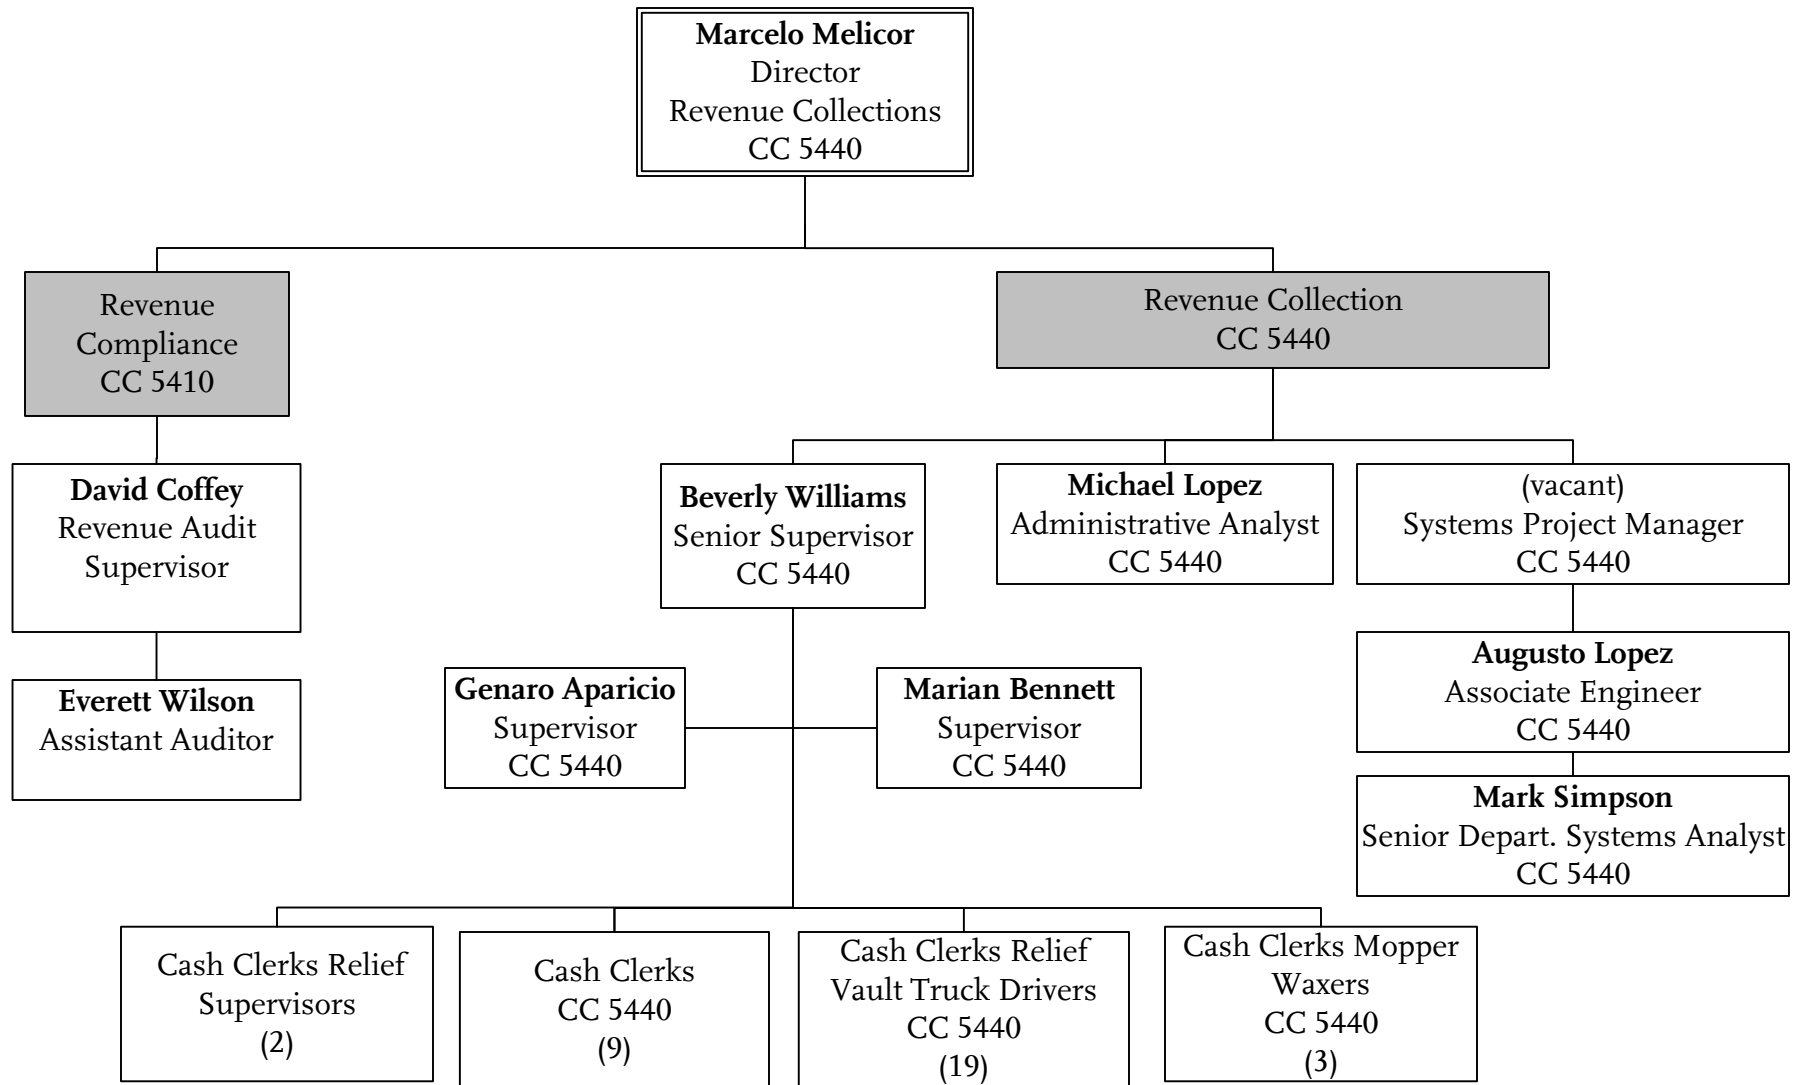 Marcelo Melicor
Director
Revenue Collections
CC 5440
Revenue
Compliance
CC 5410
Revenue Collection
CC 5440
David Coffey
Revenue Audit
Supervisor
Beverly Williams
Senior Supervisor
CC 5440
Michael Lopez
Administrative Analyst
CC 5440
(vacant)
Systems Project Manager
CC 5440
Everett Wilson
Assistant Auditor
Genaro Aparicio
Supervisor
CC 5440
Marian Bennett
Supervisor
CC 5440
Augusto Lopez
Associate Engineer
CC 5440
Mark Simpson
Senior Depart. Systems Analyst
CC 5440
Cash Clerks Relief
Supervisors
(2)
Cash Clerks
CC 5440
(9)
Cash Clerks Relief
Vault Truck Drivers
CC 5440
(19)
Cash Clerks Mopper
Waxers
CC 5440
(3)